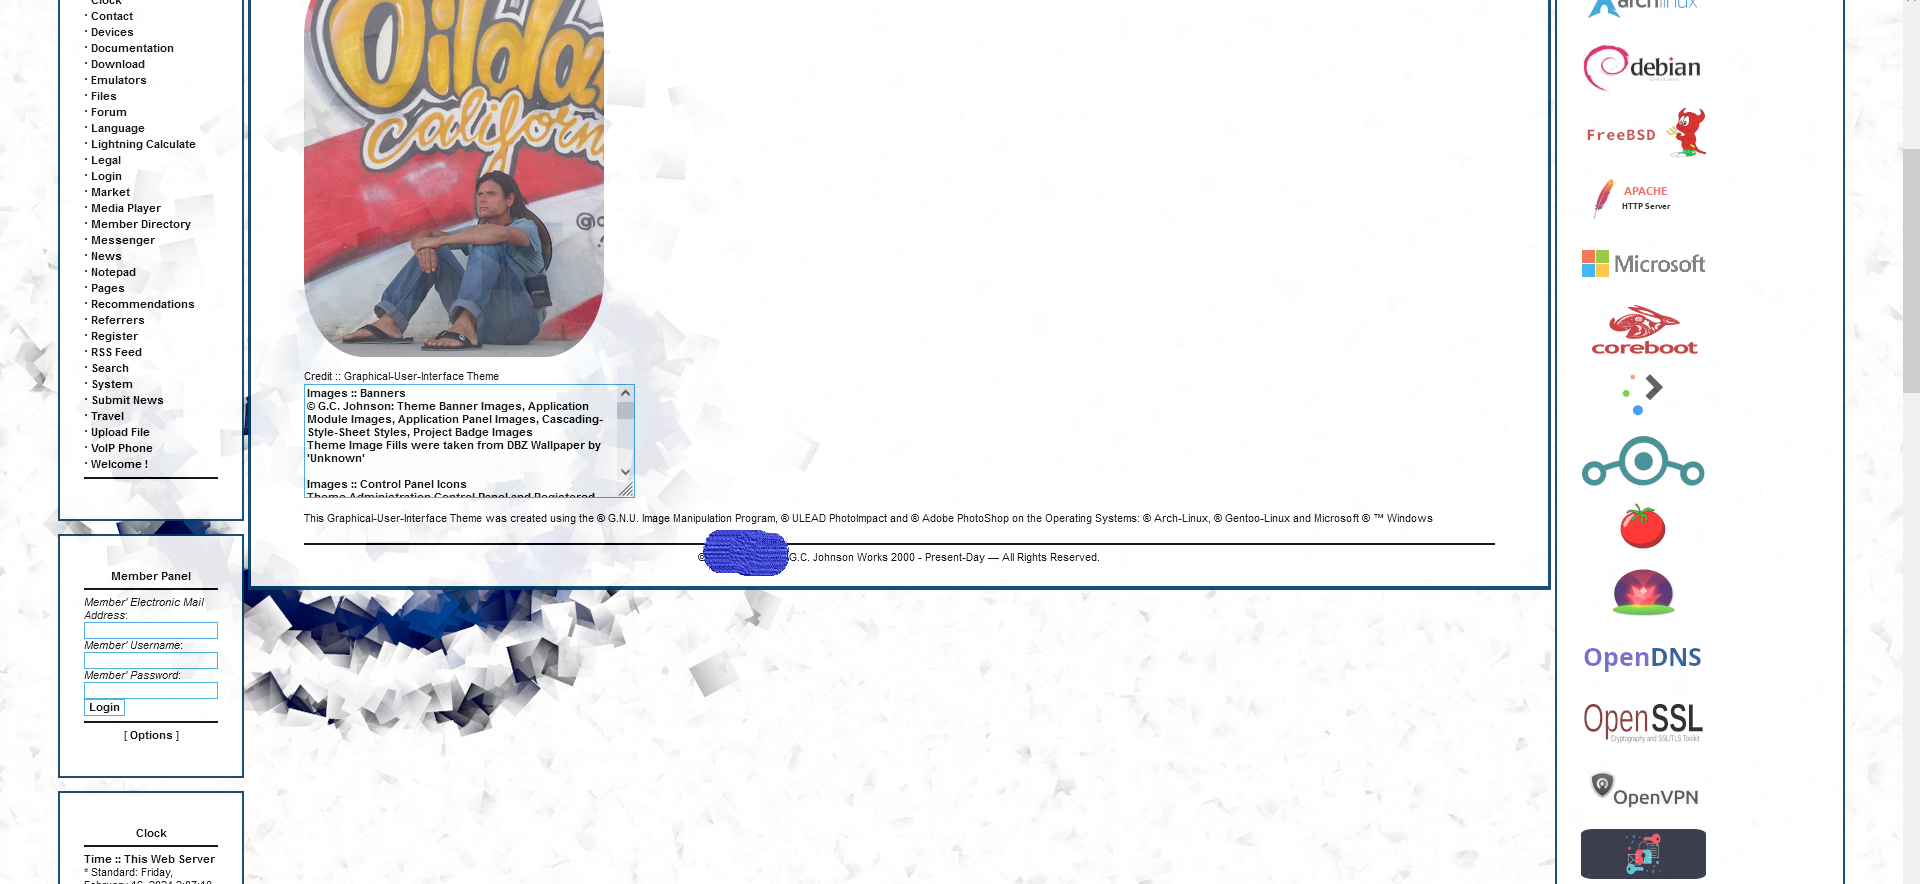 Clock
· Contact
· Devices
· Documentation
· Download
· Emulators
· Files
· Forum
· Language
· Lightning Calculate
· Legal
· Login
· Market
· Media Player
· Member Directory
· Messenger
· News
· Notepad
· Pages
· Recommendations
· Referrers
· Register
· RSS Feed
· Search
· System
· Submit News
· Travel
· Upload File
· VoIP Phone
· Welcome !
Member Panel
Member' Electronic Mail
Address:
Member' Username:
Member' Password:
Login
[ Options ]
Clock
Time :: This Web Server
* Standard: Friday,
Oilda
californ
@
Credit :: Graphical-User-Interface Theme
Images :: Banners
© G.C. Johnson: Theme Banner Images, Application
Module Images, Application Panel Images, Cascading-
Style-Sheet Styles, Project Badge Images
Theme Image Fills were taken from DBZ Wallpaper by
'Unknown'
Images :: Control Panel Icons
Theme Administration Control Panel and Registered
This Graphical-User-Interface Theme was created using the © G.N.U. Image Manipulation Program, © ULEAD PhotoImpact and © Adobe PhotoShop on the Operating Systems: © Arch-Linux, © Gentoo-Linux and Microsoft ® ™ Windows
© G.C. Johnson Works 2000 - Present-Day — All Rights Reserved.
archlinux
debian
FreeBSD
APACHE
HTTP Server
Microsoft
coreboot
OpenDNS
OpenSSL
Cryptography and SSL/TLS Toolkit
OpenVPN